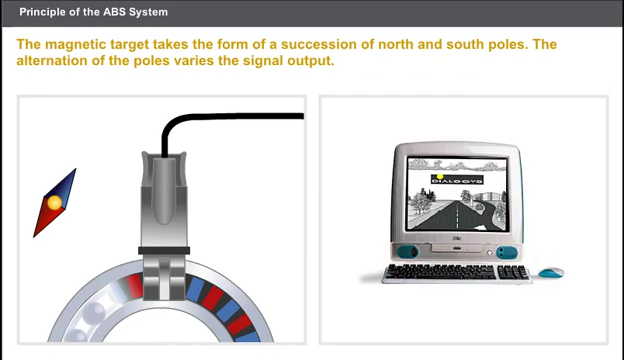 Principle of the ABS System
The magnetic target takes the form of a succession of north and south poles. The
alternation of the poles varies the signal output.
DIALOGYS